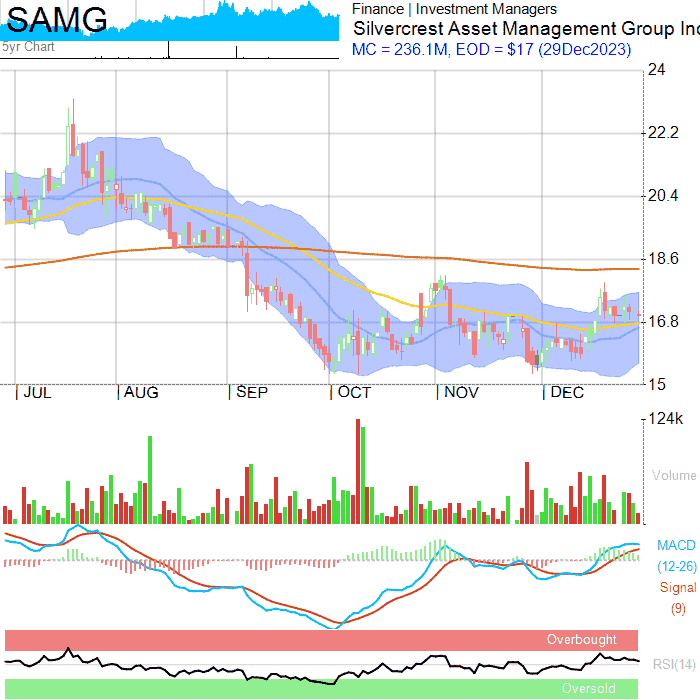 SAMG
5yr Chart
Finance | Investment Managers
Silvercrest Asset Management Group Inc
MC = 236.1M, EOD = $17 (29Dec2023)
24
22.2
20.4
18.6
16.8
15
JUL AUG SEP OCT NOV DEC
124k
Volume
MACD
(12-26)
Signal
(9)
Overbought
RSI(14)
Oversold